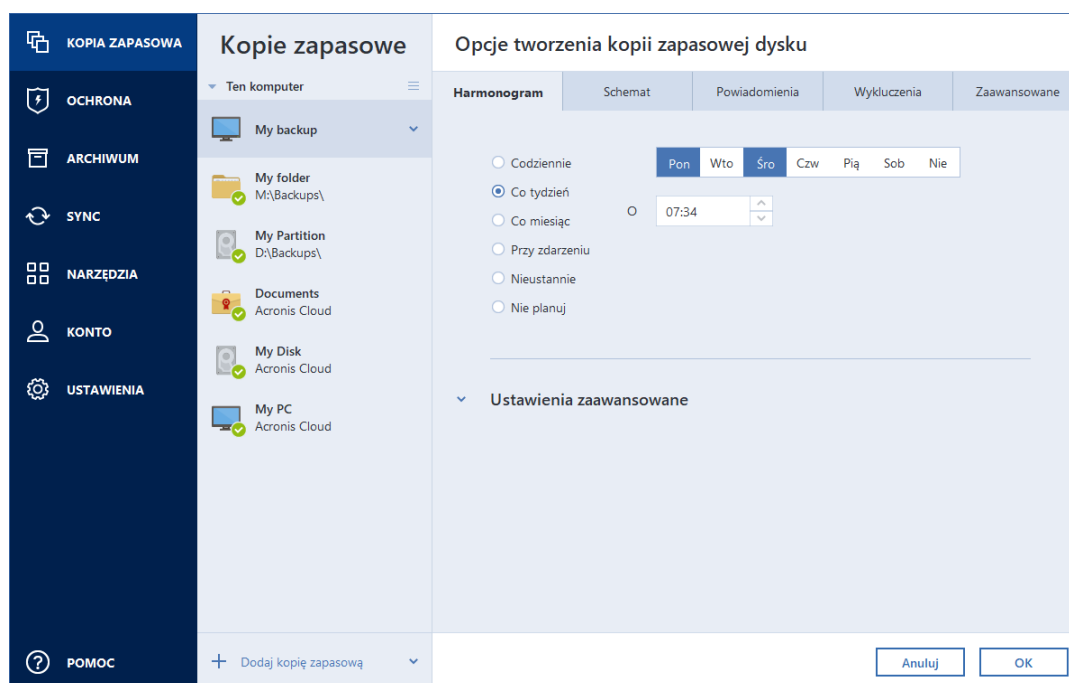 KOPIA ZAPASOWA
OCHRONA
ARCHIWUM
SYNC
NARZĘDZIA
KONTO
USTAWIENIA
POMOC
Kopie zapasowe
Ten komputer
My backup
My folder
M:\Backups\
My Partition
D:\Backups\
Documents
Acronis Cloud
My Disk
Acronis Cloud
My PC
Acronis Cloud
Dodaj kopię zapasową
Opcje tworzenia kopii zapasowej dysku
Harmonogram Schemat Powiadomienia Wykluczenia Zaawansowane
Codziennie
Co tydzień
Co miesiąc
Przy zdarzeniu
Nieustannie
Nie planuj
Pon Wto Śro Czw Pią Sob Nie
O 07:34
Ustawienia zaawansowane
Anuluj OK